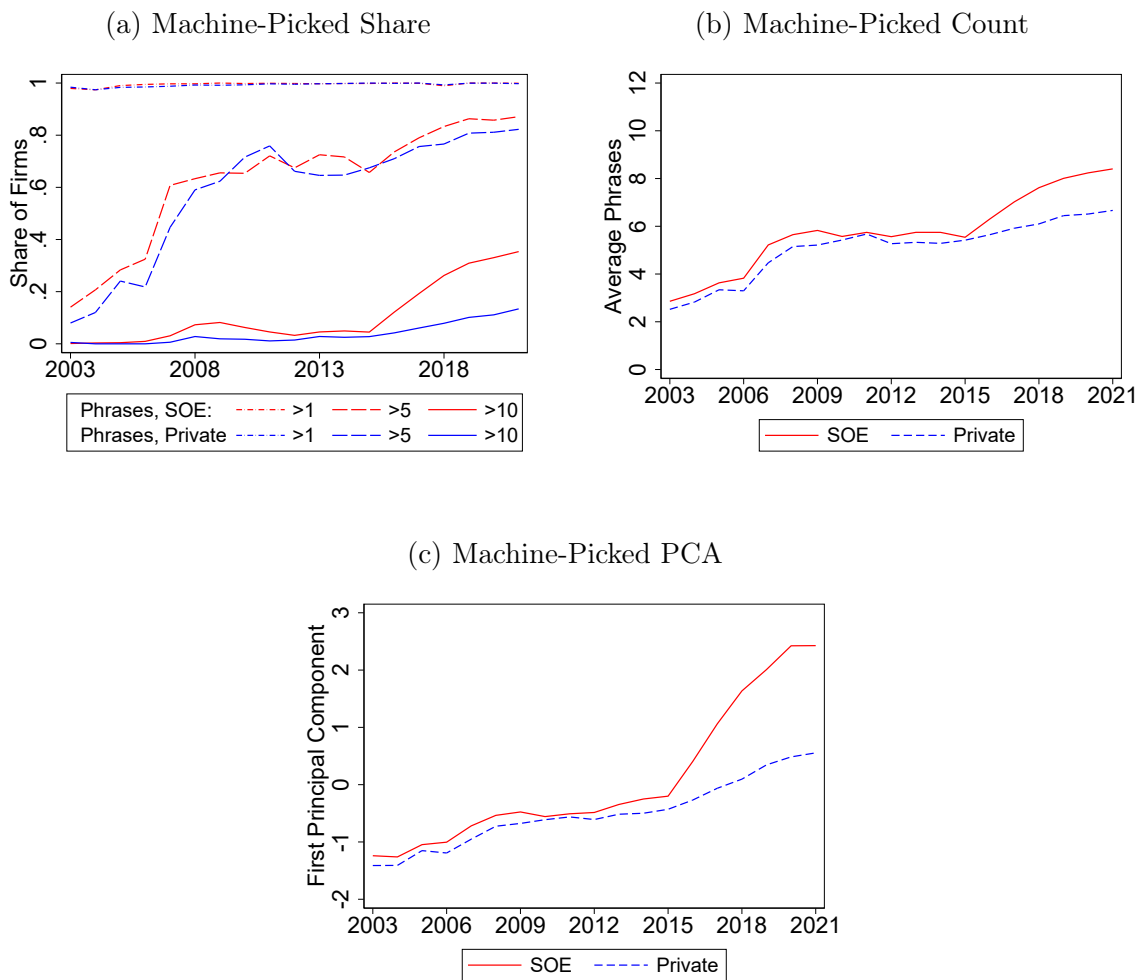 (a) Machine-Picked Share
Share of Firms
1
.8
.6
.4
.2
0
2003 2008 2013 2018
Phrases, SOE: >1 >5 >10
Phrases, Private >1 >5 >10
(b) Machine-Picked Count
Average Phrases
12
10
8
6
4
2
0
2003 2006 2009 2012 2015 2018 2021
SOE Private
(c) Machine-Picked PCA
First Principal Component
3
2
1
0
-1
-2
2003 2006 2009 2012 2015 2018 2021
SOE Private